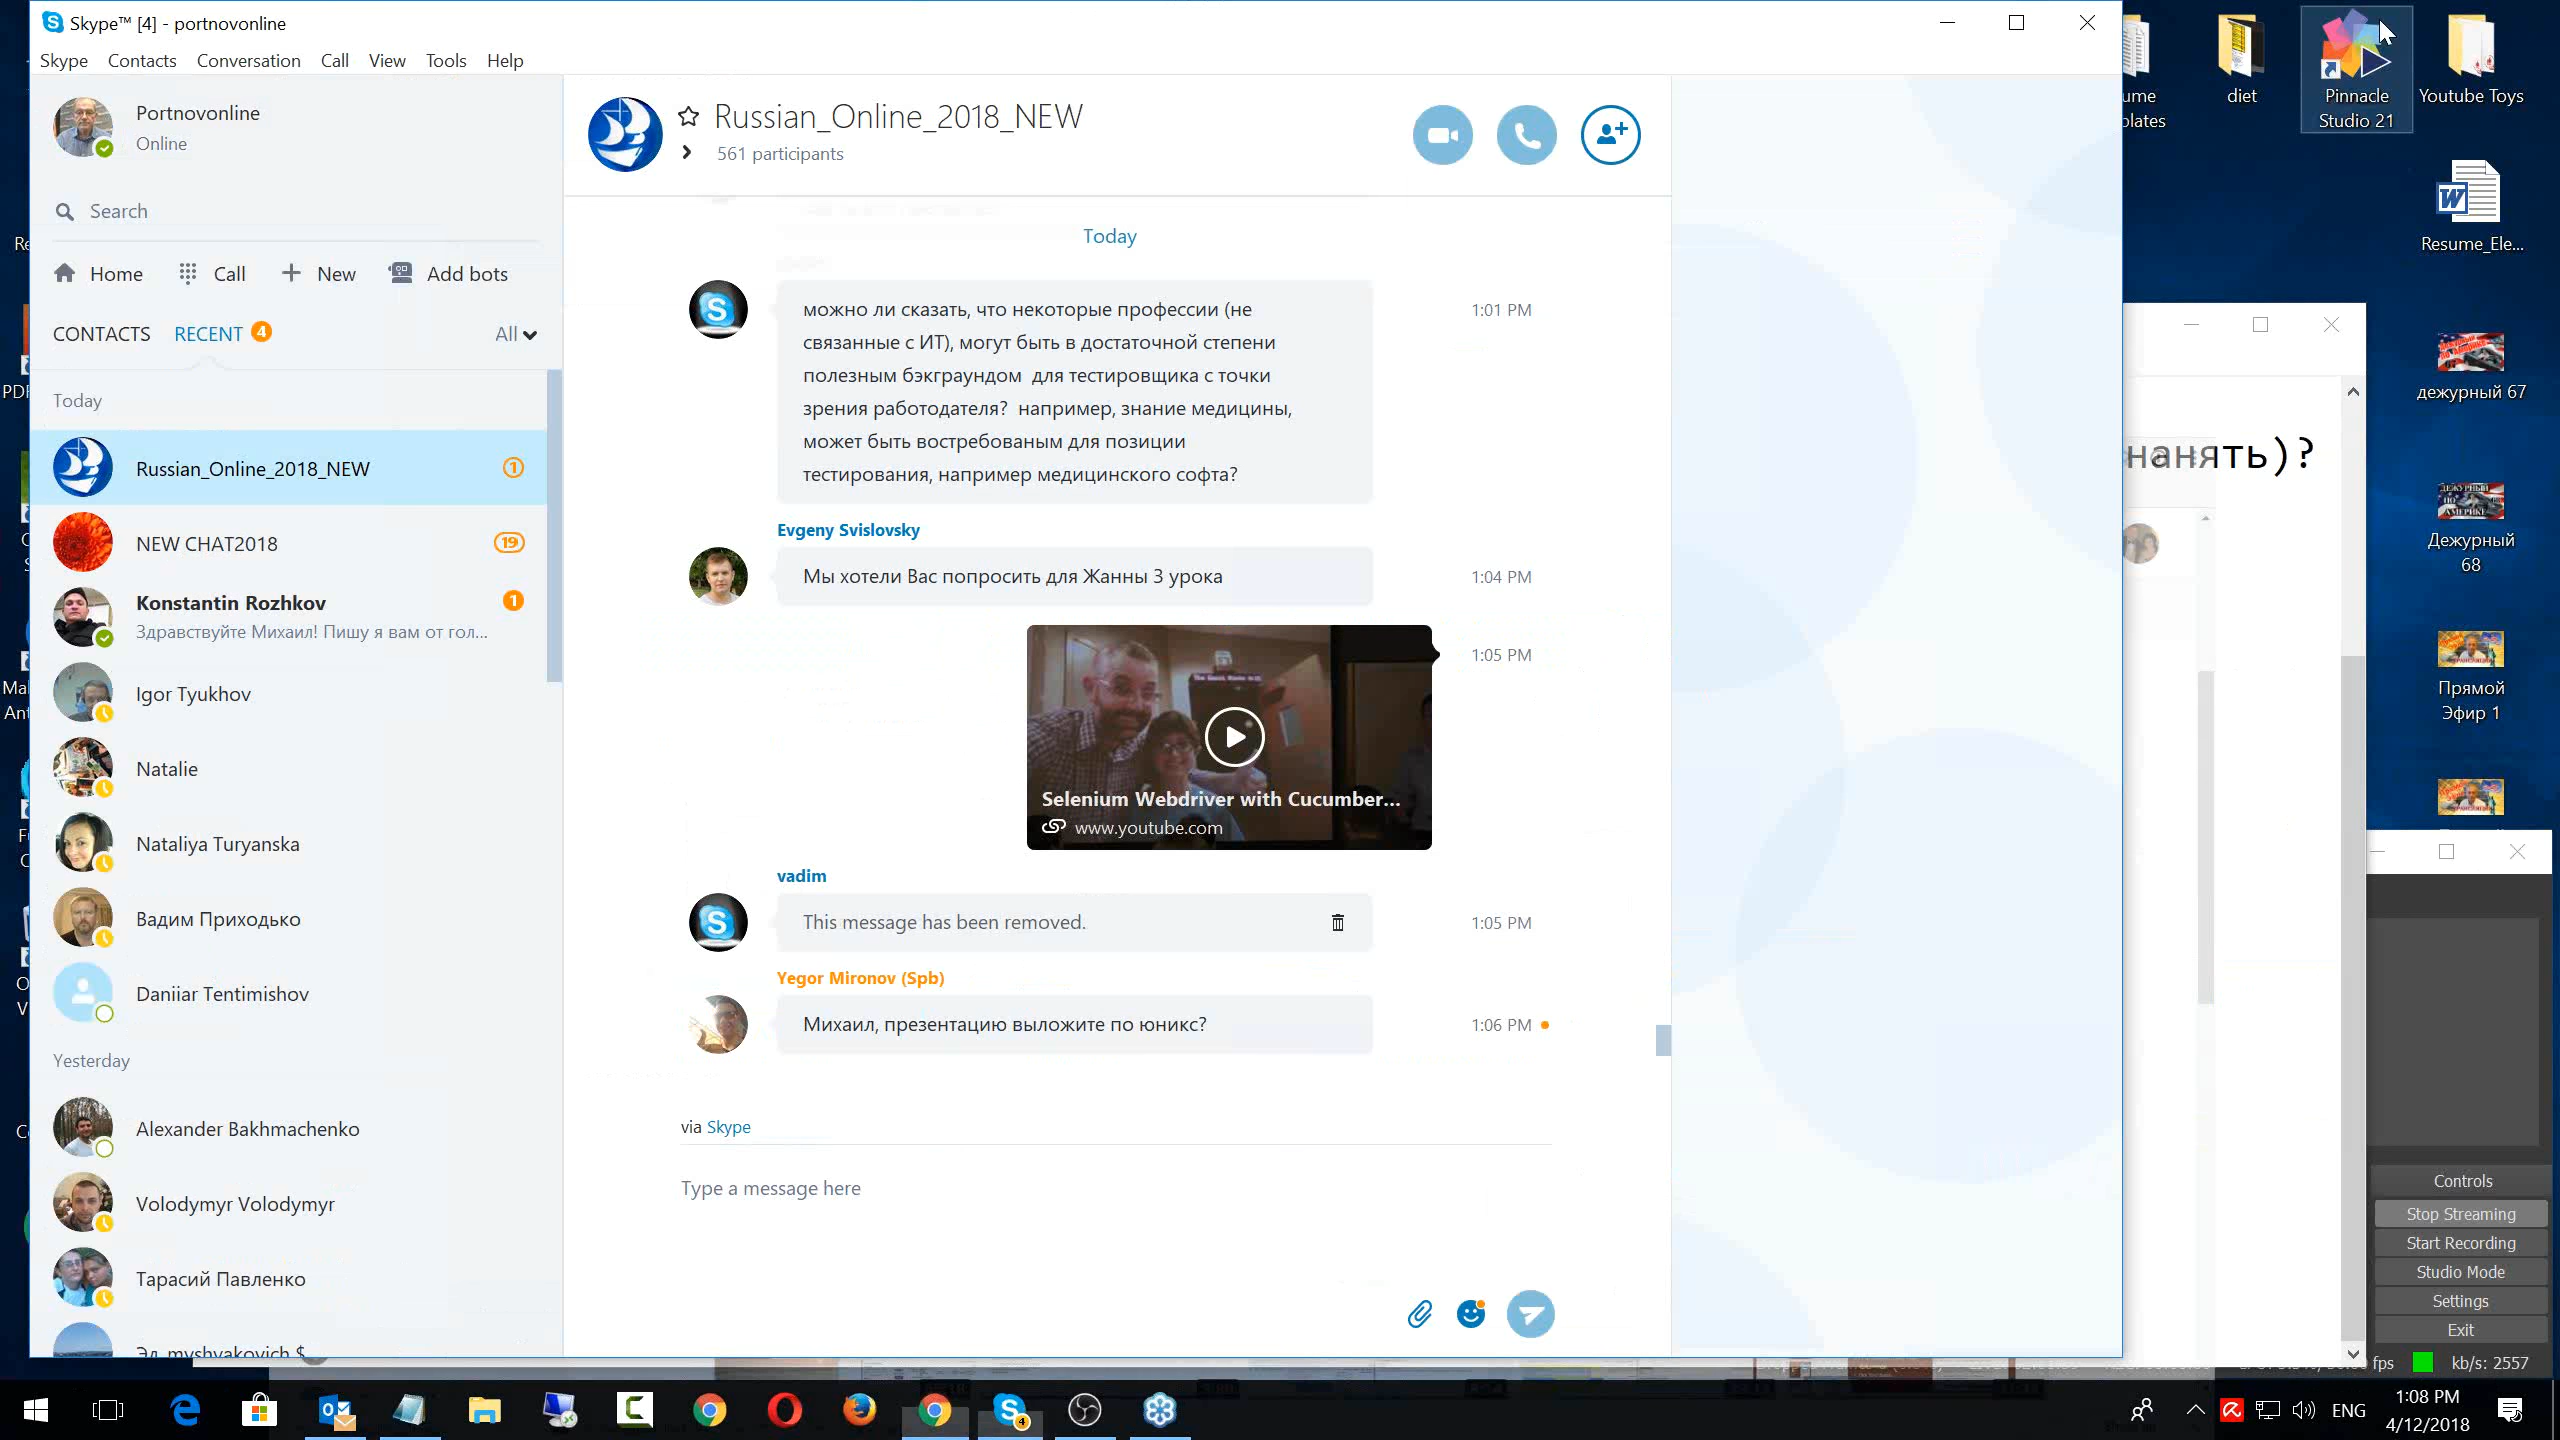 Skype™ [4] - portnovonline
Skype Contacts Conversation Call View Tools Help
Portnovonline
Online
Search
Home Call New Add bots
CONTACTS RECENT 4 All
Today
Russian_Online_2018_NEW 1
NEW CHAT2018 19
Konstantin Rozhkov 1
Здравствуйте Михаил! Пишу я вам от гол...
Igor Tyukhov
Natalie
Nataliya Turyanska
Вадим Приходько
Daniiar Tentimishov
Yesterday
Alexander Bakhmachenko
Volodymyr Volodymyr
Тарасий Павленко
Эд. myshyakovich $
Russian_Online_2018_NEW
561 participants
Today
можно ли сказать, что некоторые профессии (не
связанные с ИТ), могут быть в достаточной степени
полезным бэкграундом для тестировщика с точки
зрения работодателя? например, знание медицины,
может быть востребованым для позиции
тестирования, например медицинского софта?
1:01 PM
Evgeny Svislovsky
Мы хотели Вас попросить для Жанны 3 урока
1:04 PM
1:05 PM
Selenium Webdriver with Cucumber...
www.youtube.com
vadim
This message has been removed.
1:05 PM
Yegor Mironov (Spb)
Михаил, презентацию выложите по юникс?
1:06 PM
via Skype
Type a message here
diet
Pinnacle
Studio 21
Youtube Toys
Resume_Ele...
дежурный 67
Дежурный
68
Прямой
Эфир 1
нанять)?
Controls
Stop Streaming
Start Recording
Studio Mode
Settings
Exit
fps kb/s: 2557
4
ENG
1:08 PM
4/12/2018